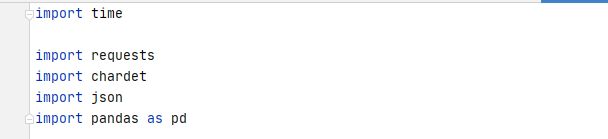 import time
import requests
import chardet
import json
import pandas as pd